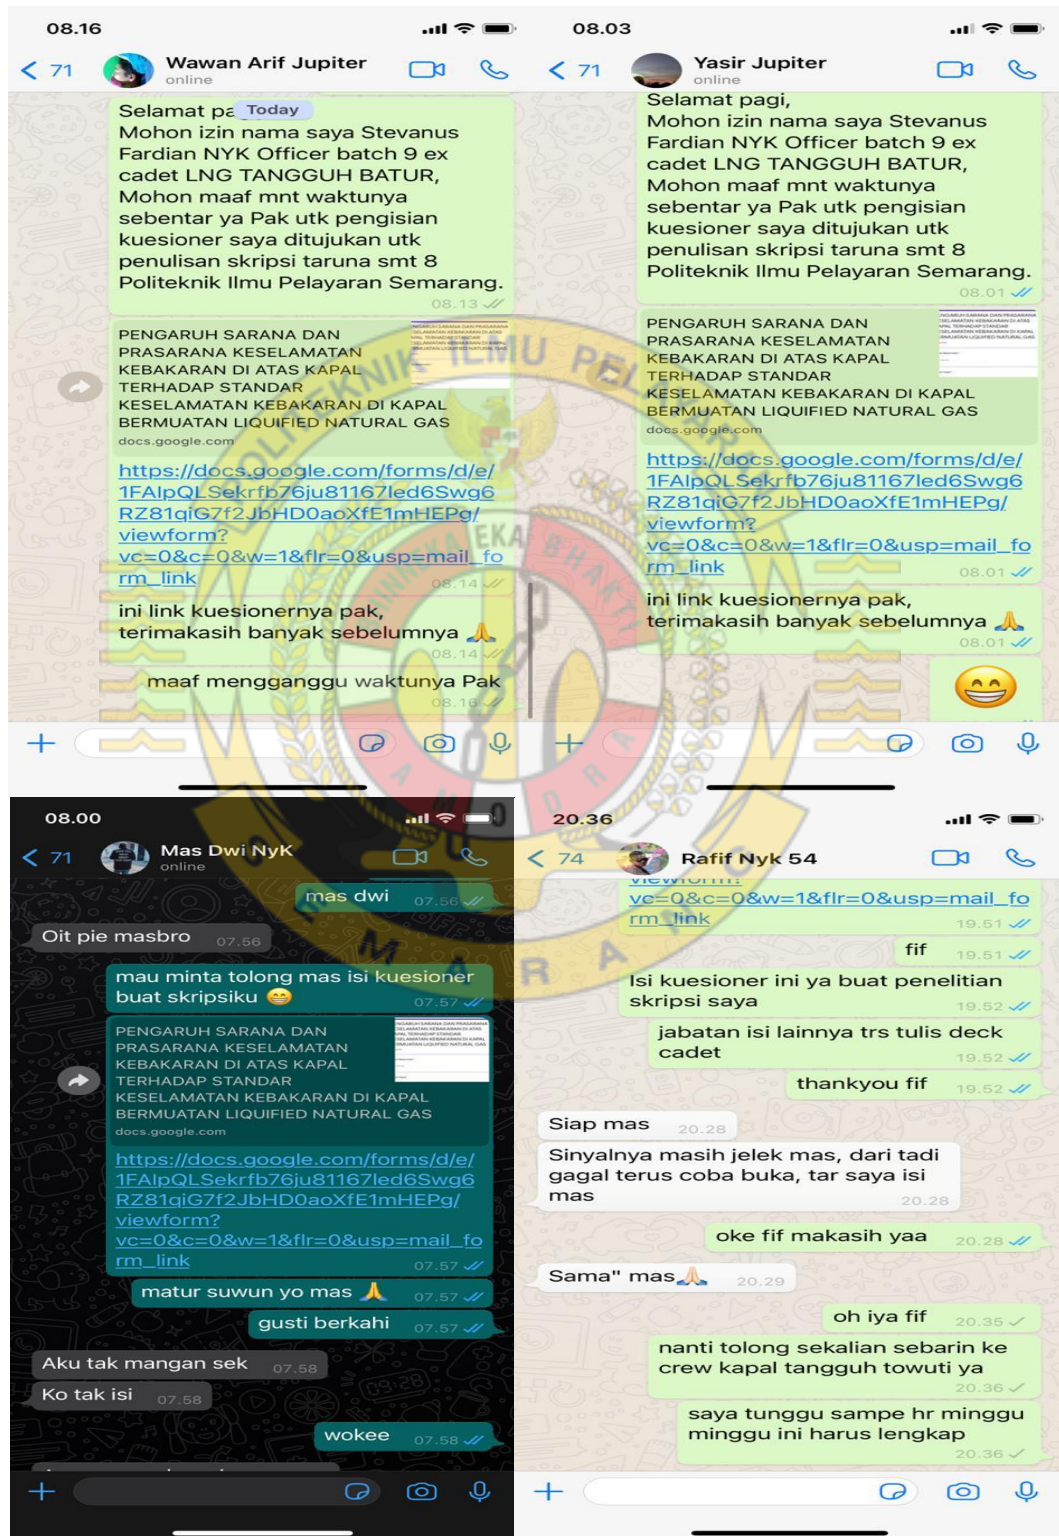 08.16
71
Wawan Arif Jupiter
online
Today
Selamat pa
Mohon izin nama saya Stevanus
Fardian NYK Officer batch 9 ex
cadet LNG TANGGUH BATUR,
Mohon maaf mnt waktunya
sebentar ya Pak utk pengisian
kuesioner saya ditujukan utk
penulisan skripsi taruna smt 8
Politeknik Ilmu Pelayaran Semarang.
08.13
PENGARUH SARANA DAN
PRASARANA KESELAMATAN
KEBAKARAN DI ATAS KAPAL
TERHADAP STANDAR
KESELAMATAN KEBAKARAN DI KAPAL
BERMUATAN LIQUIFIED NATURAL GAS
docs.google.com
https://docs.google.com/forms/d/e/
1FAIpQLSekrfb76ju81167led6Swg6
RZ81qiG7f2JbHD0aoXfE1mHEPg/
viewform?
vc=0&c=0&w=1&flr=0&usp=mail_fo
rm_link
08.14
ini link kuesionernya pak,
terimakasih banyak sebelumnya 🙏
08.14
maaf mengganggu waktunya Pak
08.16
08.03
71
Yasir Jupiter
online
Selamat pagi,
Mohon izin nama saya Stevanus
Fardian NYK Officer batch 9 ex
cadet LNG TANGGUH BATUR,
Mohon maaf mnt waktunya
sebentar ya Pak utk pengisian
kuesioner saya ditujukan utk
penulisan skripsi taruna smt 8
Politeknik Ilmu Pelayaran Semarang.
08.01
PENGARUH SARANA DAN
PRASARANA KESELAMATAN
KEBAKARAN DI ATAS KAPAL
TERHADAP STANDAR
KESELAMATAN KEBAKARAN DI KAPAL
BERMUATAN LIQUIFIED NATURAL GAS
docs.google.com
https://docs.google.com/forms/d/e/
1FAIpQLSekrfb76ju81167led6Swg6
RZ81qiG7f2JbHD0aoXfE1mHEPg/
viewform?
vc=0&c=0&w=1&flr=0&usp=mail_fo
rm_link
08.01
ini link kuesionernya pak,
terimakasih banyak sebelumnya 🙏
08.01
😁
08.00
71
Mas Dwi NyK
online
mas dwi 07.56
Oit pie masbro 07.56
mau minta tolong mas isi kuesioner
buat skripsiku 😁 07.57
PENGARUH SARANA DAN
PRASARANA KESELAMATAN
KEBAKARAN DI ATAS KAPAL
TERHADAP STANDAR
KESELAMATAN KEBAKARAN DI KAPAL
BERMUATAN LIQUIFIED NATURAL GAS
docs.google.com
https://docs.google.com/forms/d/e/
1FAIpQLSekrfb76ju81167led6Swg6
RZ81qiG7f2JbHD0aoXfE1mHEPg/
viewform?
vc=0&c=0&w=1&flr=0&usp=mail_fo
rm_link
07.57
matur suwun yo mas 🙏 07.57
gusti berkahi 07.57
Aku tak mangan sek 07.58
Ko tak isi 07.58
wokee 07.58
20.36
74
Rafif Nyk 54
viewform?
vc=0&c=0&w=1&flr=0&usp=mail_fo
rm_link
19.51
fif 19.51
Isi kuesioner ini ya buat penelitian
skripsi saya 19.52
jabatan isi lainnya trs tulis deck
cadet 19.52
thankyou fif 19.52
Siap mas 20.28
Sinyalnya masih jelek mas, dari tadi
gagal terus coba buka, tar saya isi
mas 20.28
oke fif makasih yaa 20.28
Sama" mas🙏🏻 20.29
oh iya fif 20.35
nanti tolong sekalian sebarin ke
crew kapal tangguh towuti ya
20.36
saya tunggu sampe hr minggu
minggu ini harus lengkap
20.36
POLITEKNIK ILMU PELAYARAN
SEMARANG